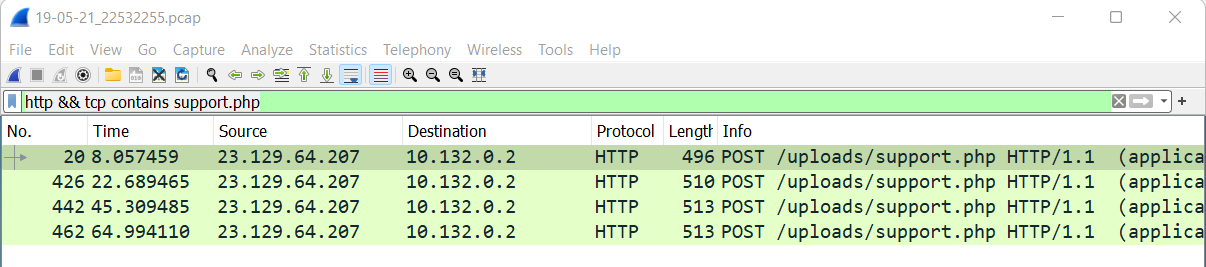 19-05-21_22532255.pcap
File Edit View Go Capture Analyze Statistics Telephony Wireless Tools Help
http && tcp contains support.php
No. Time Source Destination Protocol Length Info
20 8.057459 23.129.64.207 10.132.0.2 HTTP 496 POST /uploads/support.php HTTP/1.1 (applica
426 22.689465 23.129.64.207 10.132.0.2 HTTP 510 POST /uploads/support.php HTTP/1.1 (applica
442 45.309485 23.129.64.207 10.132.0.2 HTTP 513 POST /uploads/support.php HTTP/1.1 (applica
462 64.994110 23.129.64.207 10.132.0.2 HTTP 513 POST /uploads/support.php HTTP/1.1 (applica